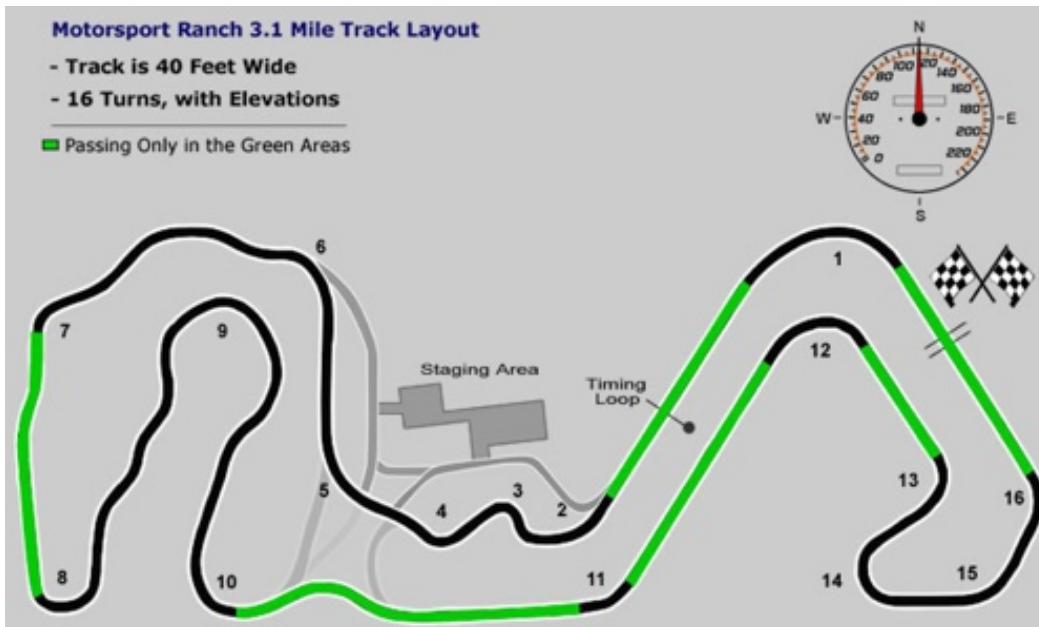 Motorsport Ranch 3.1 Mile Track Layout
- Track is 40 Feet Wide
- 16 Turns, with Elevations
Passing Only in the Green Areas
N
W
E
S
0
20
40
60
80
100
120
140
160
180
200
220
6
1
7
9
12
Staging Area
Timing
Loop
5
4
3
2
13
16
8
10
11
14
15